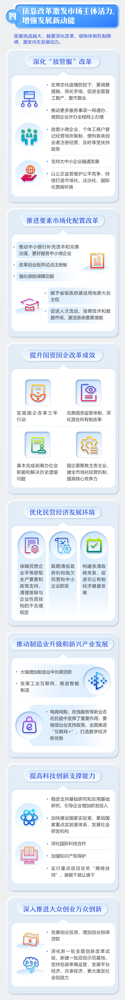 四
依靠改革激发市场主体活力,
增强发展新动能
困难挑战越大，越要深化改革，破除体制机制障
碍，激发内生发展动力。
深化“放管服”改革
在常态化疫情防控下，要调整
措施、简化手续，促进全面复
工复产、复市复业
推动更多服务事项一网通办，
做到企业开办全程网上办理
放宽小微企业、个体工商户登
记经营场所限制，便利各类创
业者注册经营、及时享受扶持
政策
支持大中小企业融通发展
以公正监管维护公平竞争，持
续打造市场化、法治化、国际
化营商环境
推进要素市场化配置改革
推动中小银行补充资本和完善
治理，更好服务中小微企业
改革创业板并试点注册制
强化保险保障功能
赋予省级政府建设用地更大自
主权
促进人才流动，培育技术和数
据市场，激活各类要素潜能
提升国资国企改革成效
实施国企改革三年
行动
完善国资监管体制，深
化混合所有制改革
基本完成剥离办社会
职能和解决历史遗留
问题
国企要聚焦主责主业，
健全市场化经营机制，
提高核心竞争力
优化民营经济发展环境
保障民营企
业平等获取
生产要素和
政策支持，
清理废除与
企业性质挂
钩的不合理
规定
限期清偿政
府机构拖欠
民营和中小
企业款项
构建亲清政
商关系，促
进非公有制
经济健康发
展
推动制造业升级和新兴产业发展
大幅增加制造业中长期贷款
发展工业互联网，推进智能
制造
电商网购、在线服务等新业态
在抗疫中发挥了重要作用，要
继续出台支持政策，全面推进
“互联网+”，打造数字经济
新优势
提高科技创新支撑能力
稳定支持基础研究和应用基础
研究，引导企业增加研发投入
加快建设国家实验室，重组国
家重点实验室体系，发展社会
研发机构
深化国际科技合作
加强知识产权保护
实行重点项目攻关“揭榜挂
帅”，谁能干就让谁干
深入推进大众创业万众创新
¥
发展创业投资，增加创业担保
贷款
深化新一轮全面创新改革试
验，新建一批双创示范基地，
坚持包容审慎监管，发展平台
经济、共享经济，更大激发社
会创造力